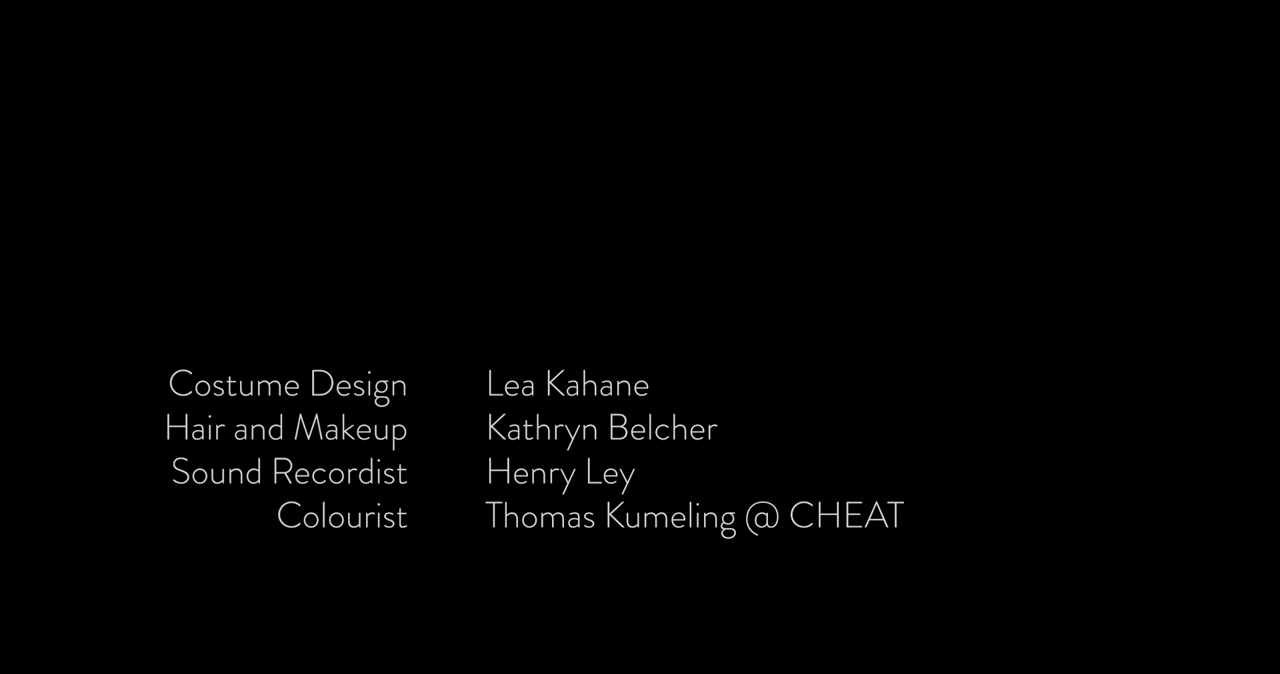 Costume Design Lea Kahane
Hair and Makeup Kathryn Belcher
Sound Recordist Henry Ley
Colourist Thomas Kumeling @ CHEAT